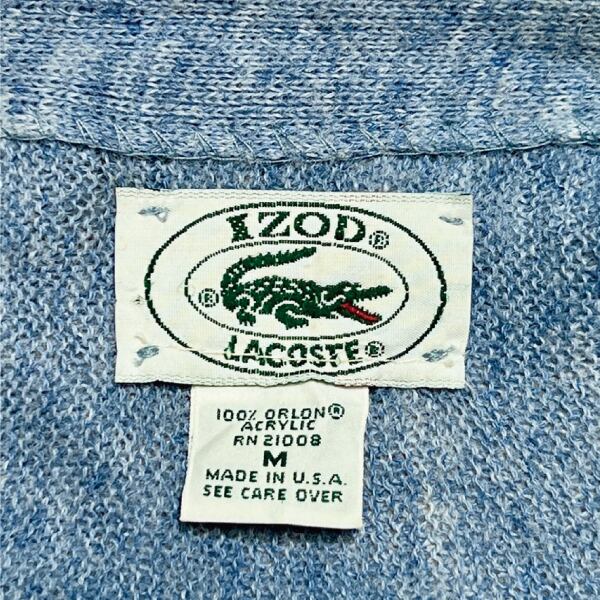 IZOD®
®
LACOSTE®
100% ORLON®
ACRYLIC
RN 21008
M
MADE IN U.S.A.
SEE CARE OVER